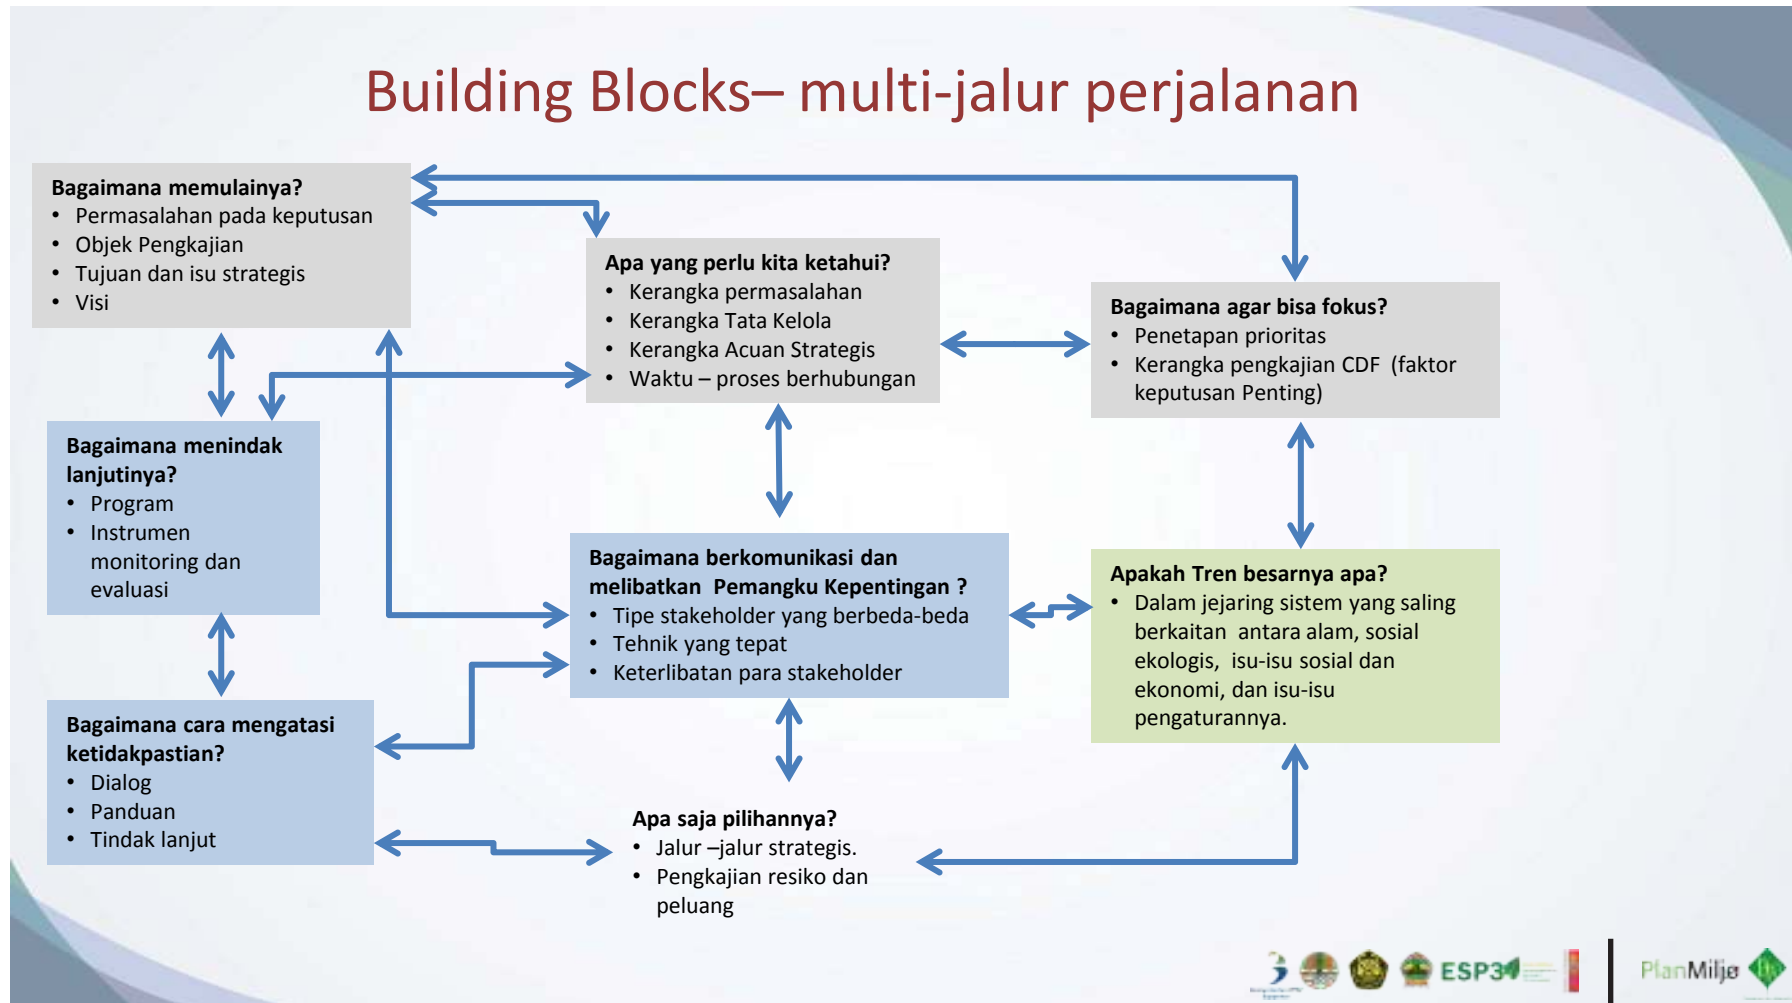 Building Blocks– multi-jalur perjalanan
Bagaimana memulainya?
• Permasalahan pada keputusan
• Objek Pengkajian
• Tujuan dan isu strategis
• Visi
Apa yang perlu kita ketahui?
• Kerangka permasalahan
• Kerangka Tata Kelola
• Kerangka Acuan Strategis
• Waktu – proses berhubungan
Bagaimana agar bisa fokus?
• Penetapan prioritas
• Kerangka pengkajian CDF (faktor
keputusan Penting)
Bagaimana menindak
lanjutinya?
• Program
• Instrumen
monitoring dan
evaluasi
Bagaimana berkomunikasi dan
melibatkan Pemangku Kepentingan ?
• Tipe stakeholder yang berbeda-beda
• Tehnik yang tepat
• Keterlibatan para stakeholder
Apakah Tren besarnya apa?
• Dalam jejaring sistem yang saling
berkaitan antara alam, sosial
ekologis, isu-isu sosial dan
ekonomi, dan isu-isu
pengaturannya.
Bagaimana cara mengatasi
ketidakpastian?
• Dialog
• Panduan
• Tindak lanjut
Apa saja pilihannya?
• Jalur –jalur strategis.
• Pengkajian resiko dan
peluang
ESP3
PlanMiljø